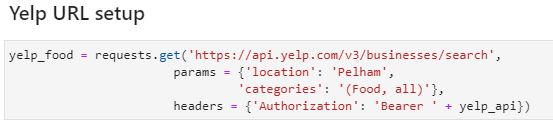 Yelp URL setup
yelp_food = requests.get('https://api.yelp.com/v3/businesses/search',
params = {'location': 'Pelham',
'categories': '(Food, all)'},
headers = {'Authorization': 'Bearer ' + yelp_api})